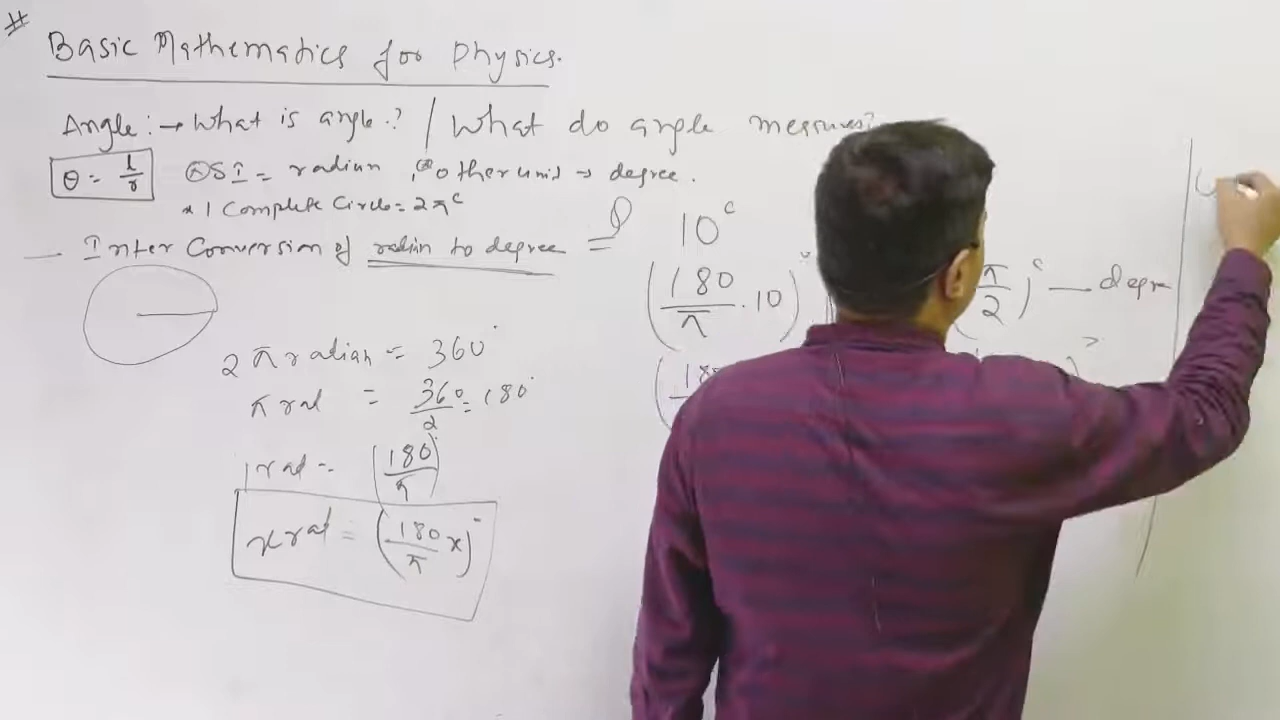 #
Basic Mathematics for Physics.
Angle :→ What is angle.? / What do angle measures?
θ = l/r SI = radian , other unit → degree.
* 1 Complete Circle = 2π^c
— Inter Conversion of radian to degree =
10^c
(180/π · 10)°
π/2)^c — degree
2π radian = 360°
π rad = 360/2 = 180°
1 rad = (180/π)°
x rad = (180/π x)°